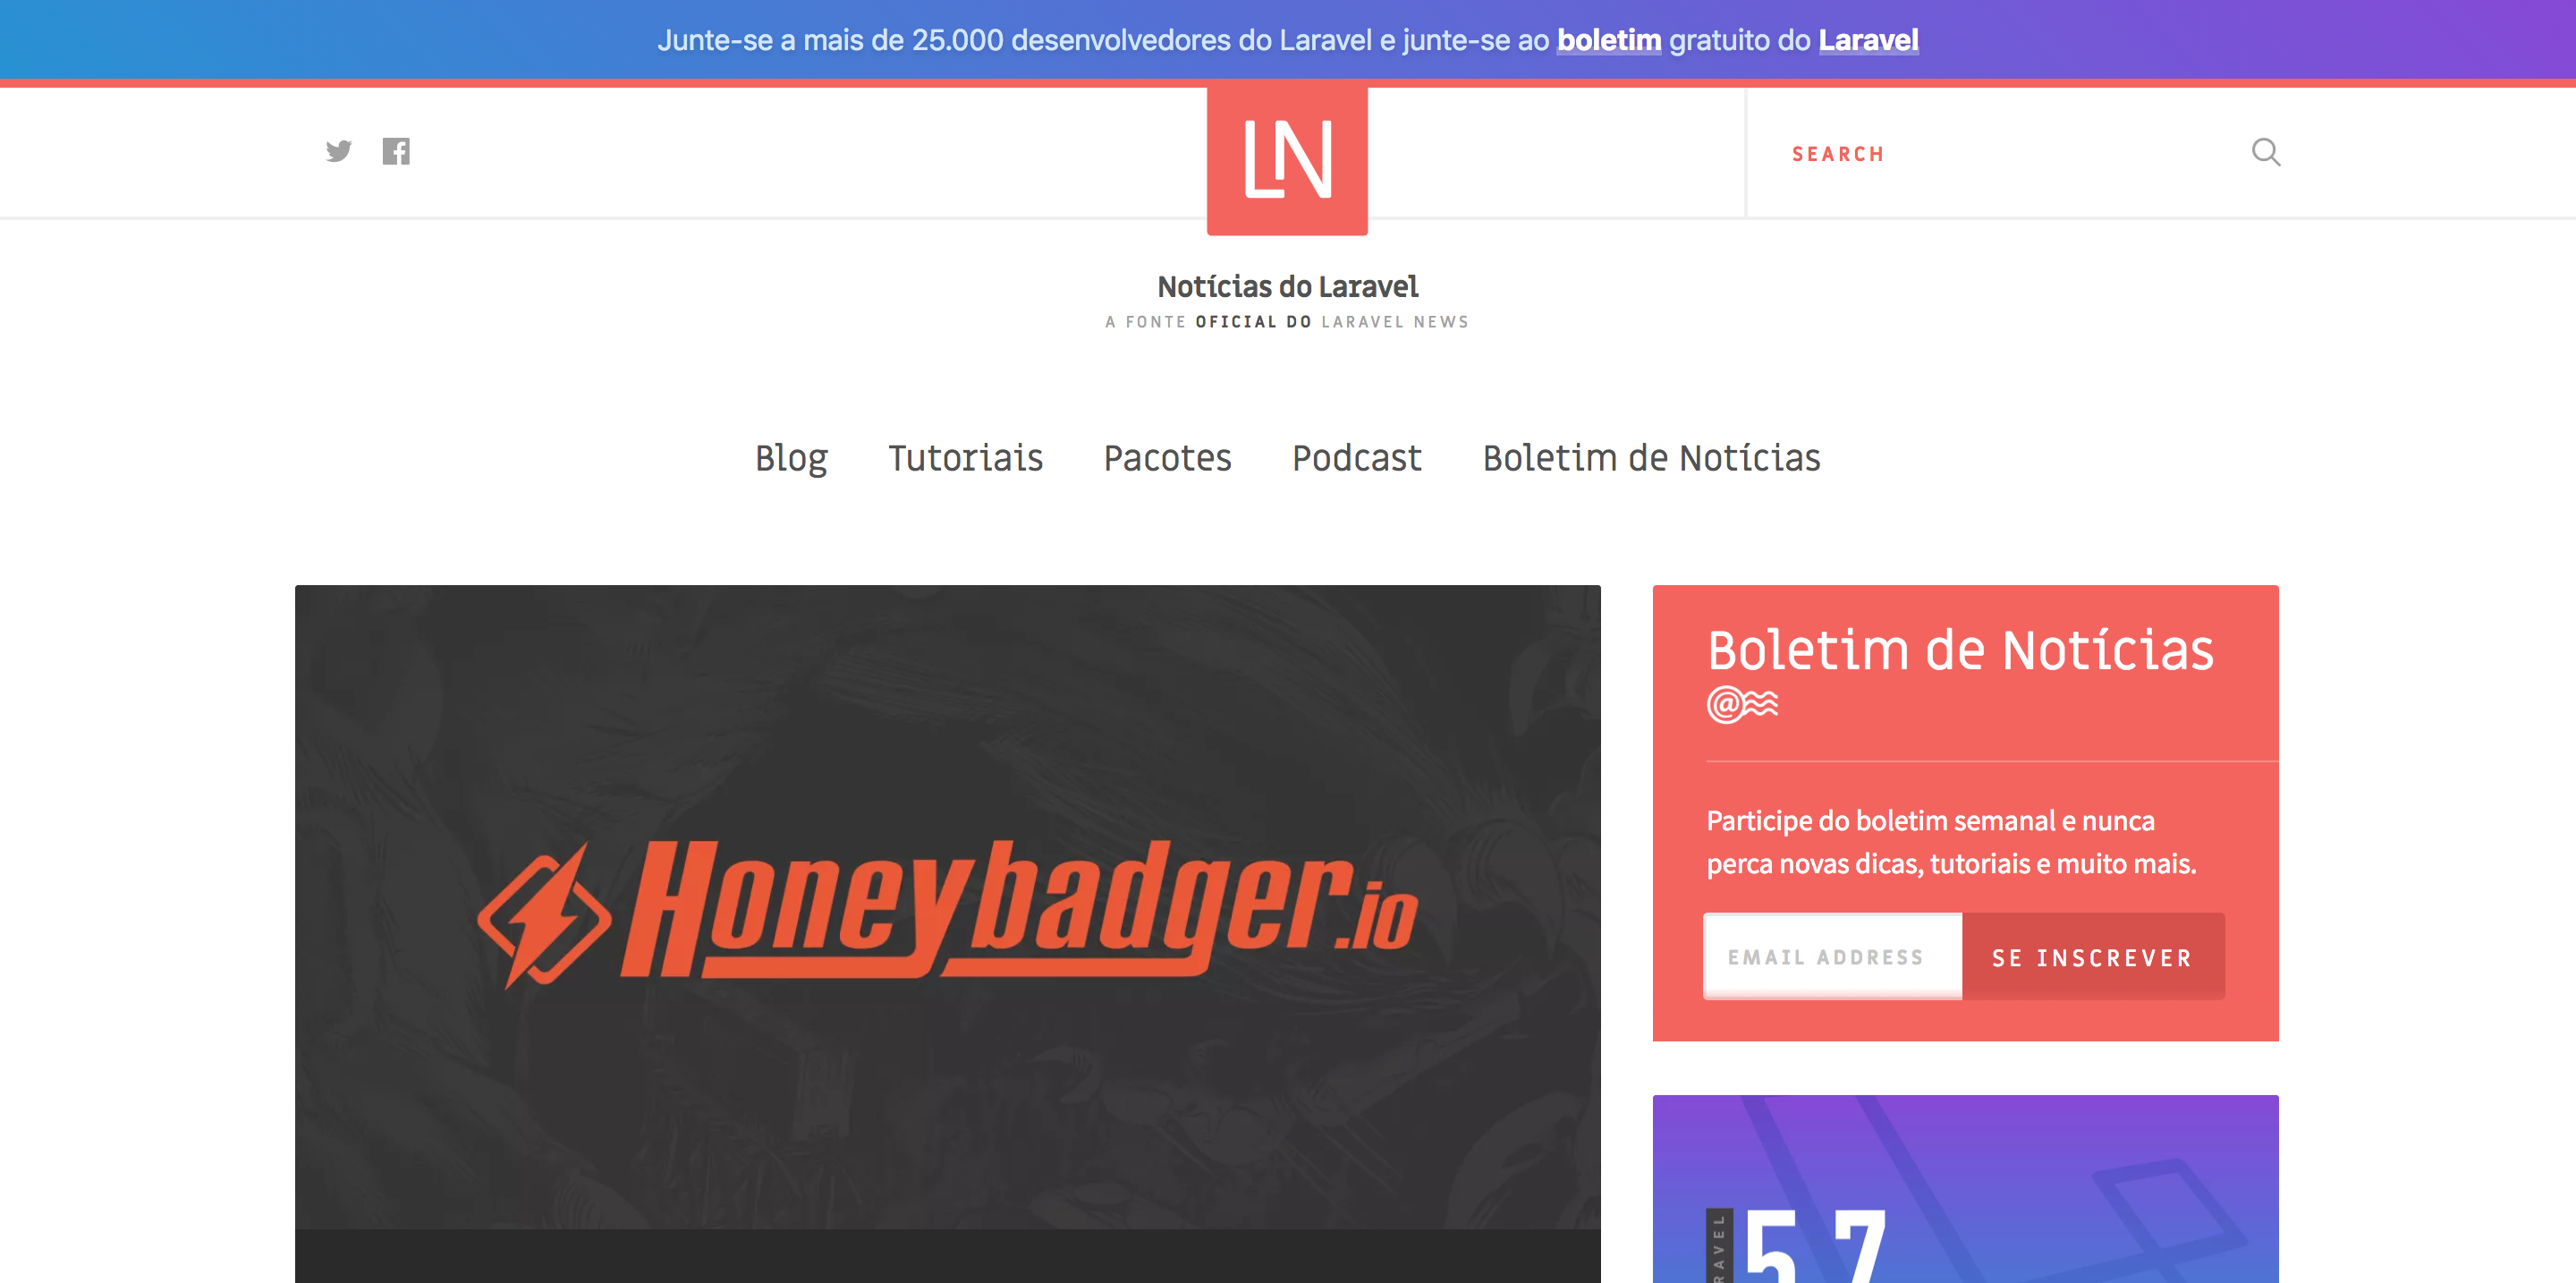 Junte-se a mais de 25.000 desenvolvedores do Laravel e junte-se ao boletim gratuito do Laravel
LN
SEARCH
Notícias do Laravel
A FONTE OFICIAL DO LARAVEL NEWS
Blog Tutoriais Pacotes Podcast Boletim de Notícias
Honeybadger.io
Boletim de Notícias
@
Participe do boletim semanal e nunca
perca novas dicas, tutoriais e muito mais.
EMAIL ADDRESS SE INSCREVER
5.7